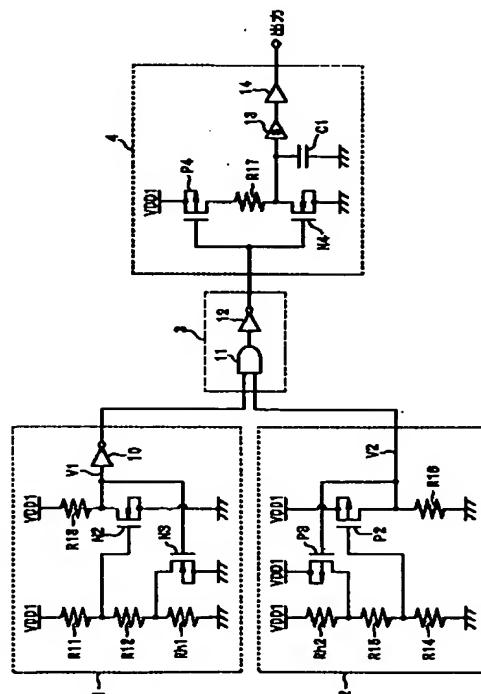 4
VDD1
P4
R17
N4
13
14
C1
出力
3
11
12
1
VDD1
VDD1
R11
R12
Rh1
R13
N2
N3
V1
10
2
VDD1
VDD1
VDD1
Rh2
R15
R14
P3
P2
R16
V2